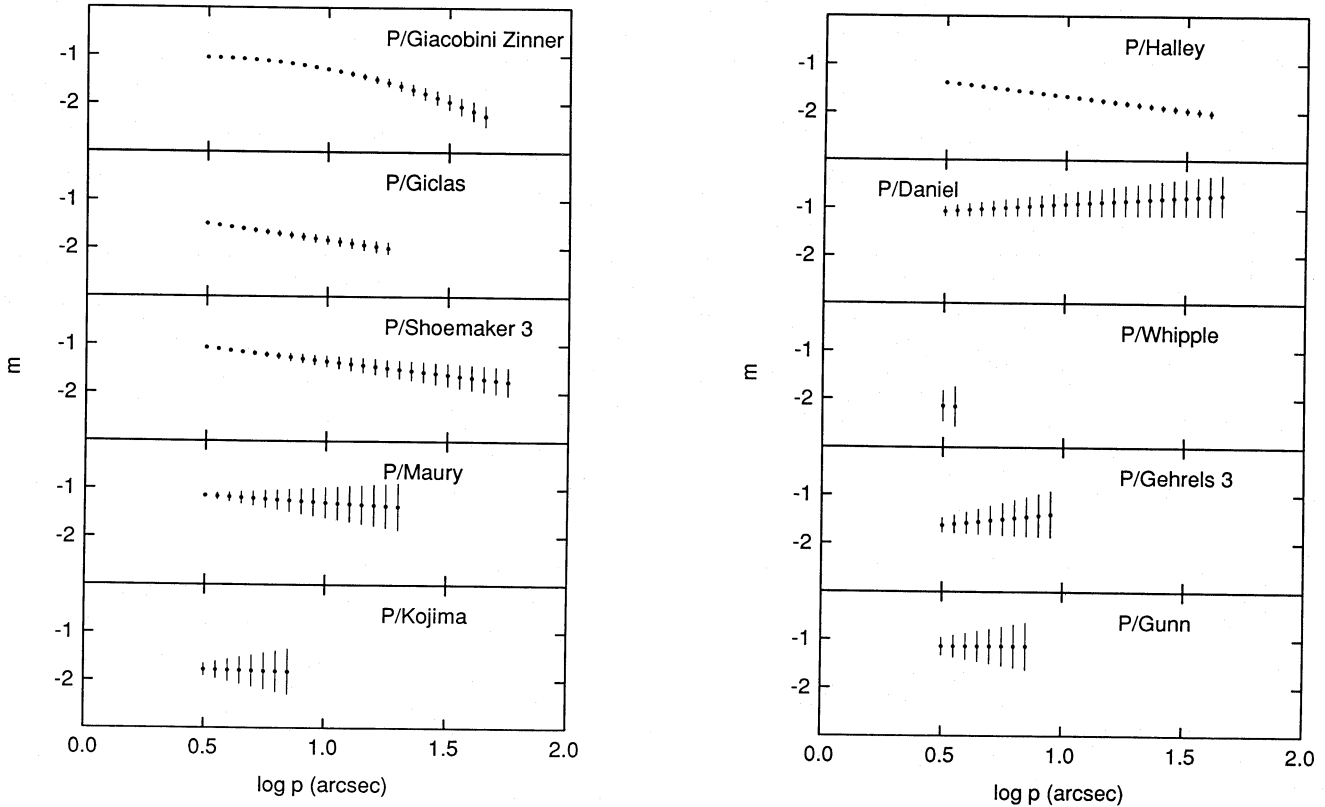 P/Giacobini Zinner
-1
-2
P/Giclas
-1
-2
P/Shoemaker 3
-1
-2
m
P/Maury
-1
-2
P/Kojima
-1
-2
0.0 0.5 1.0 1.5 2.0
log p (arcsec)
P/Halley
-1
-2
P/Daniel
-1
-2
P/Whipple
-1
m
-2
P/Gehrels 3
-1
-2
P/Gunn
-1
-2
0.0 0.5 1.0 1.5 2.0
log p (arcsec)